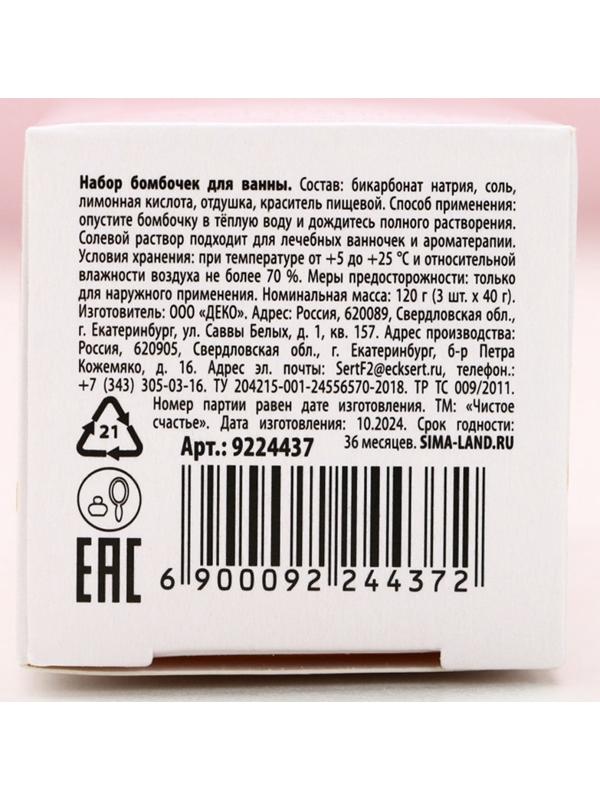 Набор бомбочек для ванны. Состав: бикарбонат натрия, соль,
лимонная кислота, отдушка, краситель пищевой. Способ применения:
опустите бомбочку в тёплую воду и дождитесь полного растворения.
Солевой раствор подходит для лечебных ванночек и ароматерапии.
Условия хранения: при температуре от +5 до +25 °С и относительной
влажности воздуха не более 70 %. Меры предосторожности: только
для наружного применения. Номинальная масса: 120 г (3 шт. х 40 г).
Изготовитель: ООО «ДЕКО». Адрес: Россия, 620089, Свердловская обл.,
г. Екатеринбург, ул. Саввы Белых, д. 1, кв. 157. Адрес производства:
Россия, 620905, Свердловская обл., г. Екатеринбург, б-р Петра
Кожемяко, д. 16. Адрес эл. почты: SertF2@ecksert.ru, телефон.:
+7 (343) 305-03-16. ТУ 204215-001-24556570-2018. ТР ТС 009/2011.
Номер партии равен дате изготовления. ТМ: «Чистое
счастье». Дата изготовления: 10.2024. Срок годности:
36 месяцев. SIMA-LAND.RU
21
Арт.: 9224437
EAC
6 900092 244372